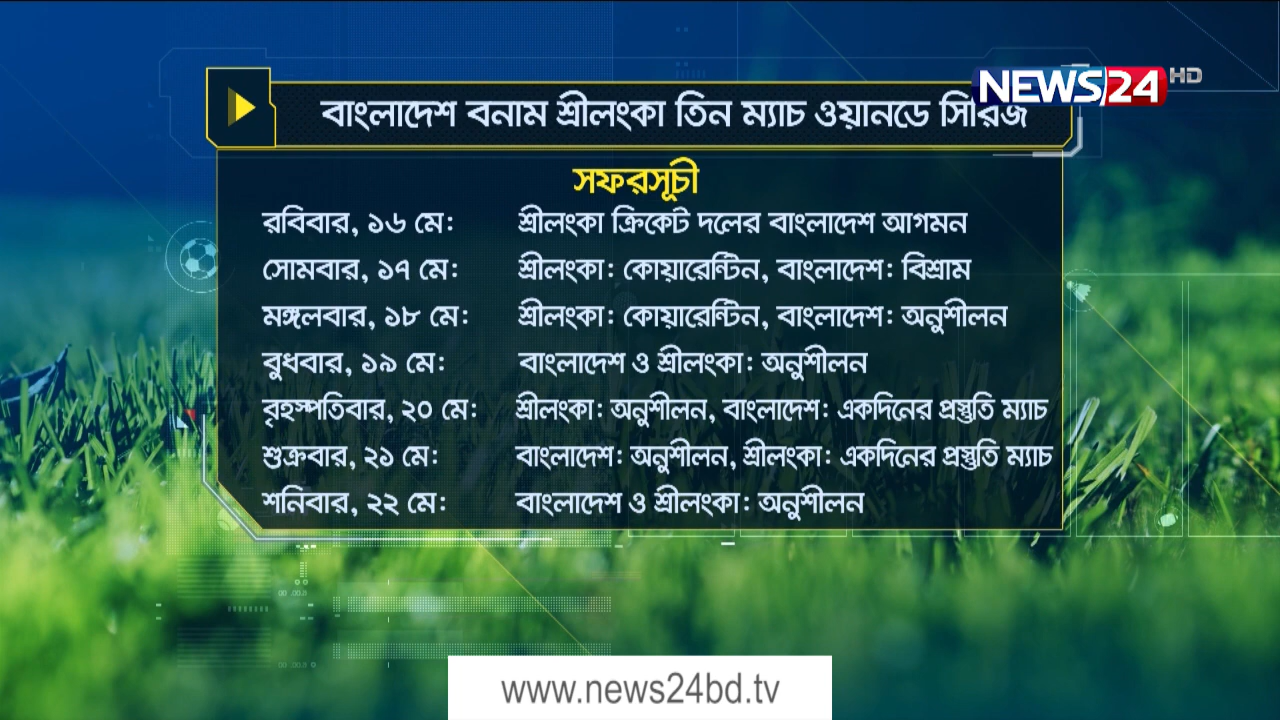 NEWS24 HD
বাংলাদেশ বনাম শ্রীলংকা তিন ম্যাচ ওয়ানডে সিরিজ
সফরসূচী
রবিবার, ১৬ মে: শ্রীলংকা ক্রিকেট দলের বাংলাদেশ আগমন
সোমবার, ১৭ মে: শ্রীলংকা: কোয়ারেন্টিন, বাংলাদেশ: বিশ্রাম
মঙ্গলবার, ১৮ মে: শ্রীলংকা: কোয়ারেন্টিন, বাংলাদেশ: অনুশীলন
বুধবার, ১৯ মে: বাংলাদেশ ও শ্রীলংকা: অনুশীলন
বৃহস্পতিবার, ২০ মে: শ্রীলংকা: অনুশীলন, বাংলাদেশ: একদিনের প্রস্তুতি ম্যাচ
শুক্রবার, ২১ মে: বাংলাদেশ: অনুশীলন, শ্রীলংকা: একদিনের প্রস্তুতি ম্যাচ
শনিবার, ২২ মে: বাংলাদেশ ও শ্রীলংকা: অনুশীলন
www.news24bd.tv